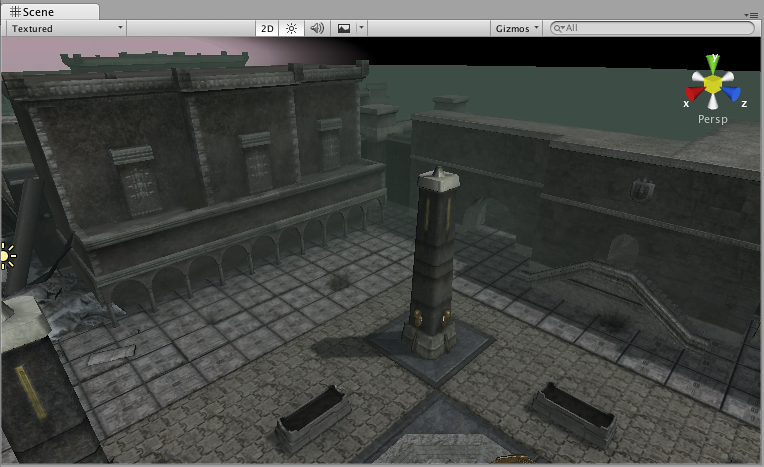 Scene
Textured
2D
Gizmos
All
y
x
z
Persp